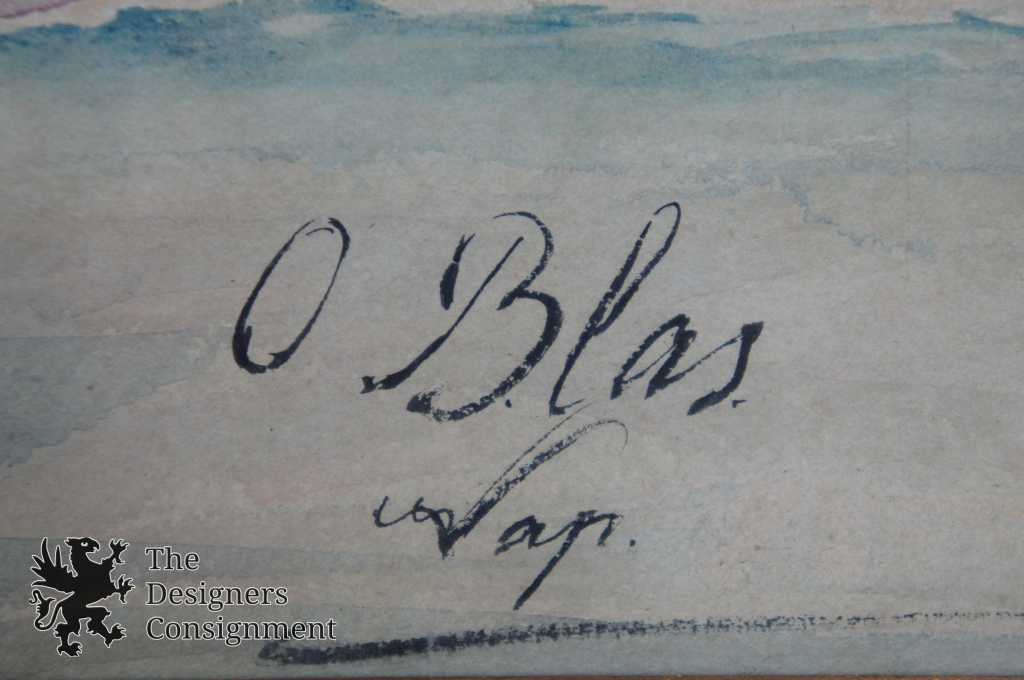 O Blas.
Nap.
The
Designers
Consignment